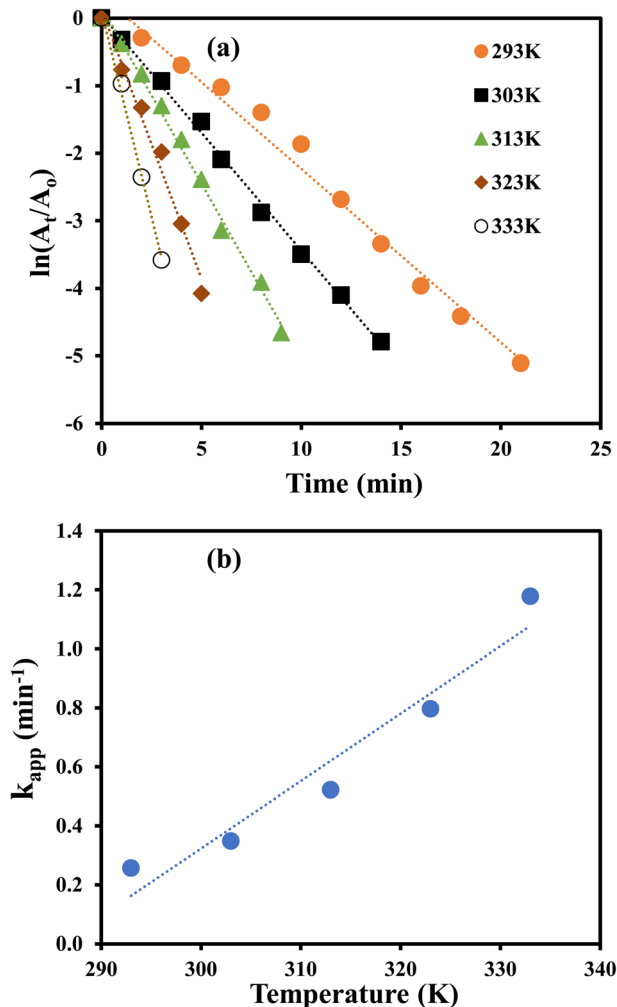 (a)
0
-1
-2
-3
-4
-5
-6
ln(At/Ao)
293K
303K
313K
323K
333K
0 5 10 15 20 25
Time (min)
(b)
1.4
1.2
1.0
0.8
0.6
0.4
0.2
0.0
kapp (min-1)
290 300 310 320 330 340
Temperature (K)